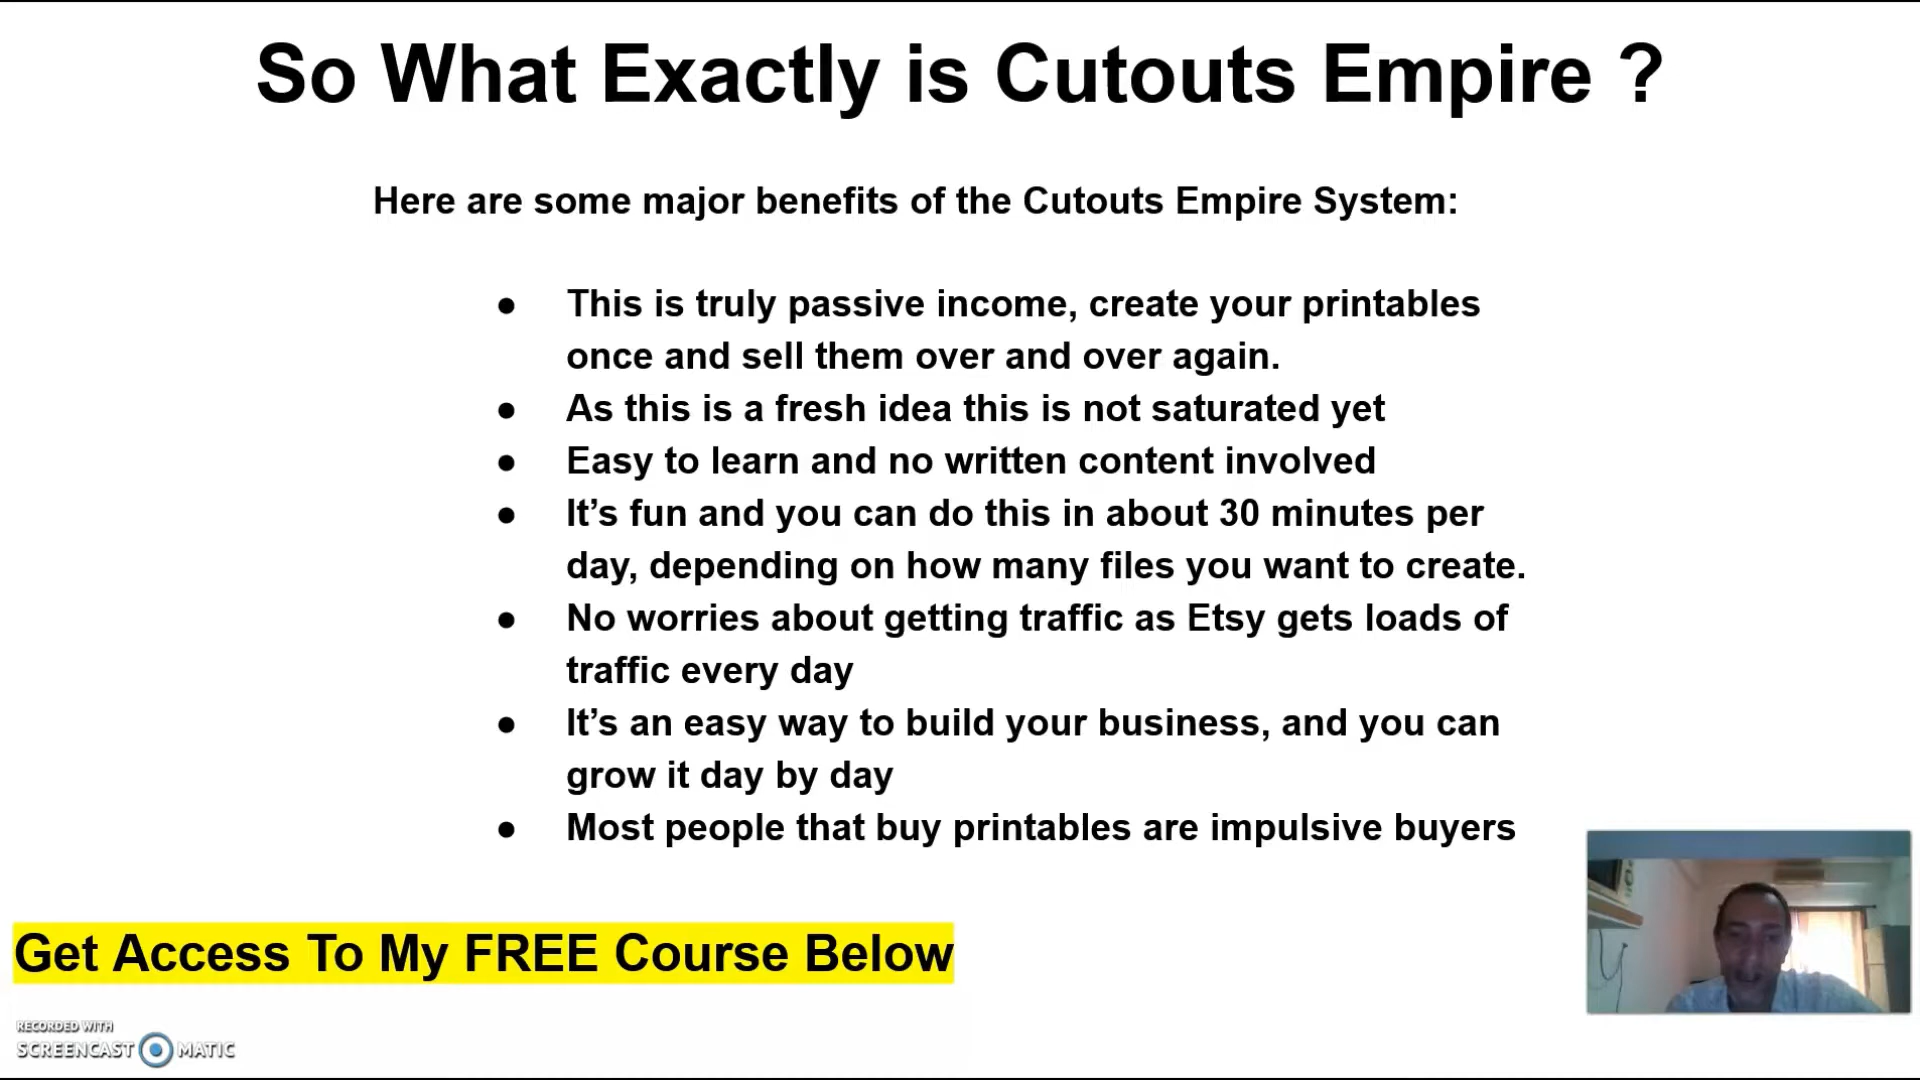 So What Exactly is Cutouts Empire ?
Here are some major benefits of the Cutouts Empire System:
● This is truly passive income, create your printables
once and sell them over and over again.
● As this is a fresh idea this is not saturated yet
● Easy to learn and no written content involved
● It’s fun and you can do this in about 30 minutes per
day, depending on how many files you want to create.
● No worries about getting traffic as Etsy gets loads of
traffic every day
● It’s an easy way to build your business, and you can
grow it day by day
● Most people that buy printables are impulsive buyers
Get Access To My FREE Course Below
RECORDED WITH
SCREENCAST MATIC